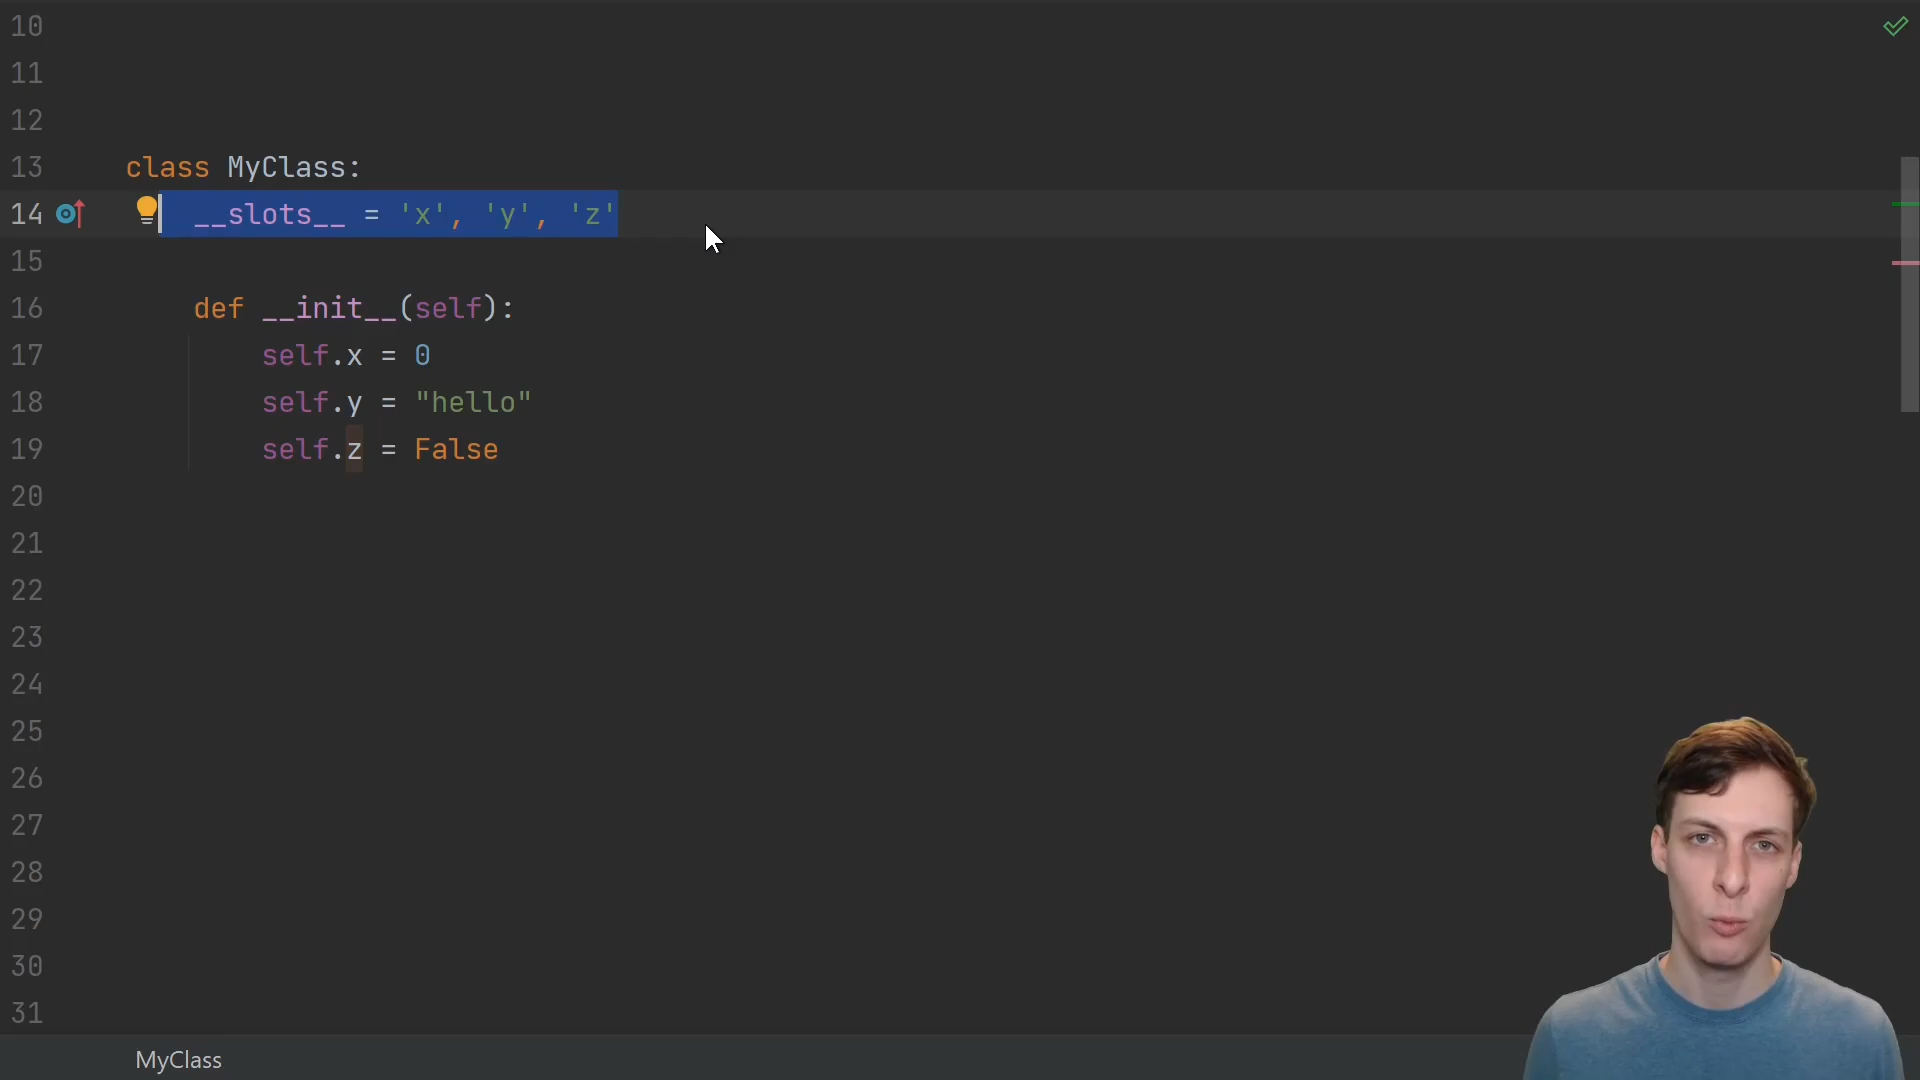 10
11
12
13 class MyClass:
14 __slots__ = 'x', 'y', 'z'
15
16 def __init__(self):
17 self.x = 0
18 self.y = "hello"
19 self.z = False
20
21
22
23
24
25
26
27
28
29
30
31
MyClass